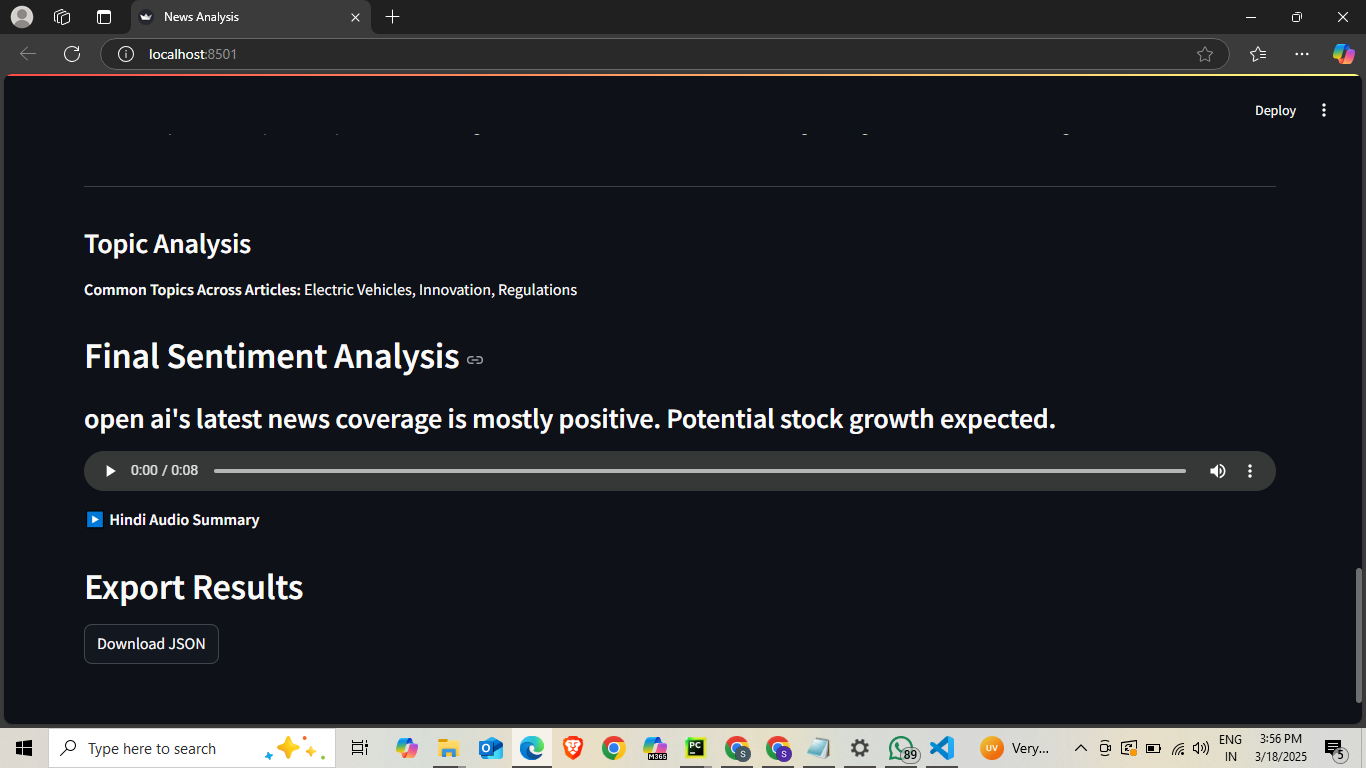 News Analysis
localhost:8501
Deploy
Topic Analysis
Common Topics Across Articles: Electric Vehicles, Innovation, Regulations
Final Sentiment Analysis
open ai's latest news coverage is mostly positive. Potential stock growth expected.
0:00 / 0:08
Hindi Audio Summary
Export Results
Download JSON
Type here to search
M365
PC
S
S
89
UV
Very...
ENG
IN
3:56 PM
3/18/2025
5